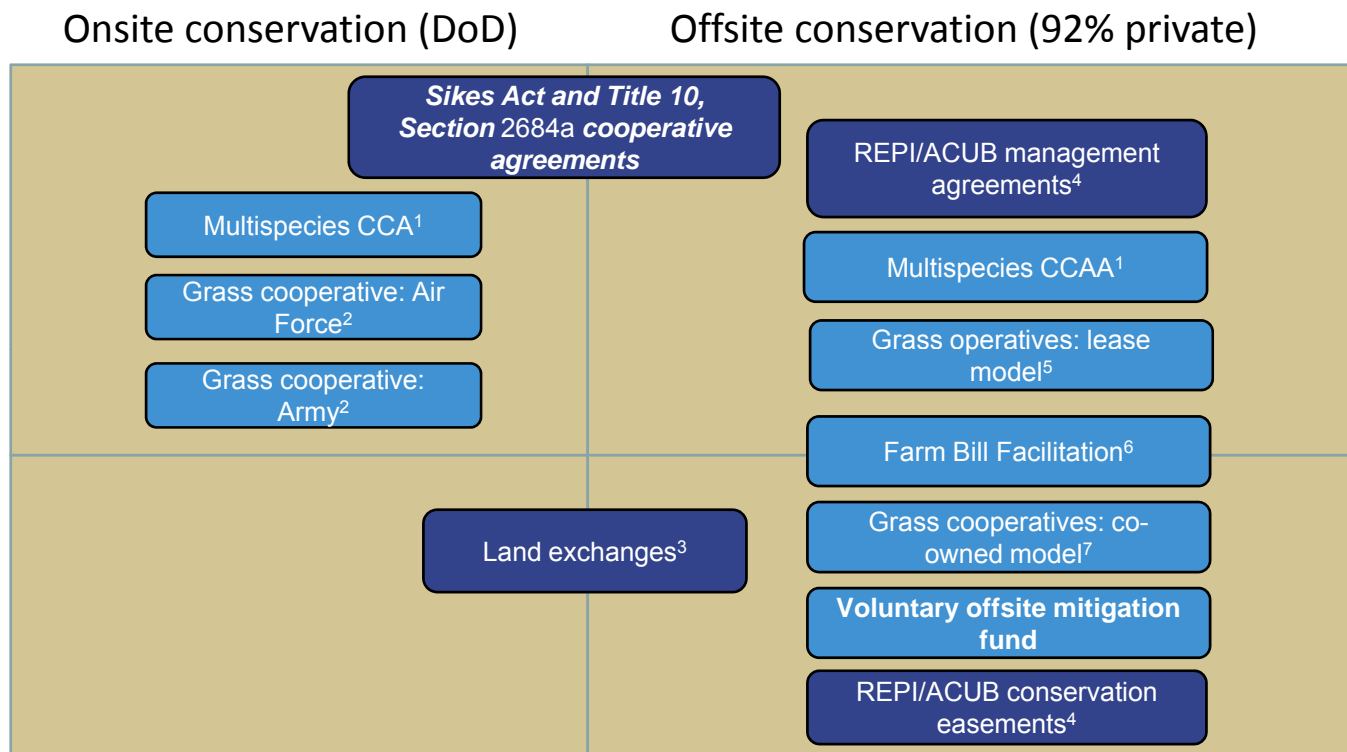 Onsite conservation (DoD)
Offsite conservation (92% private)
Sikes Act and Title 10,
Section 2684a cooperative
agreements
Multispecies CCA¹
Grass cooperative: Air
Force²
Grass cooperative:
Army²
Land exchanges³
REPI/ACUB management
agreements⁴
Multispecies CCAA¹
Grass operatives: lease
model⁵
Farm Bill Facilitation⁶
Grass cooperatives: co-
owned model⁷
Voluntary offsite mitigation
fund
REPI/ACUB conservation
easements⁴